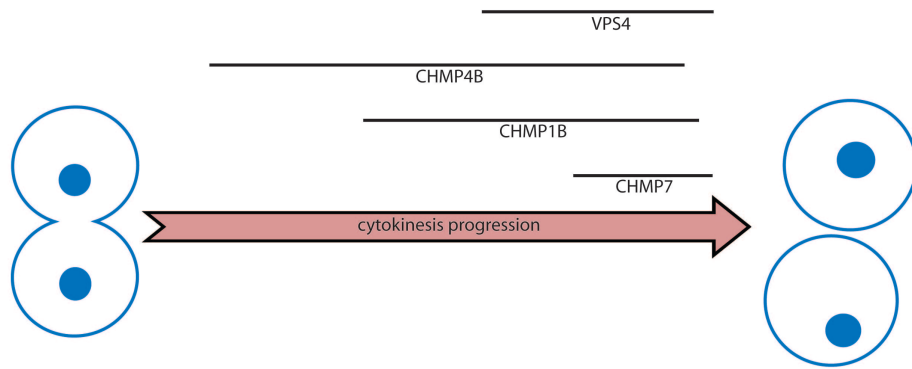 VPS4
CHMP4B
CHMP1B
CHMP7
cytokinesis progression